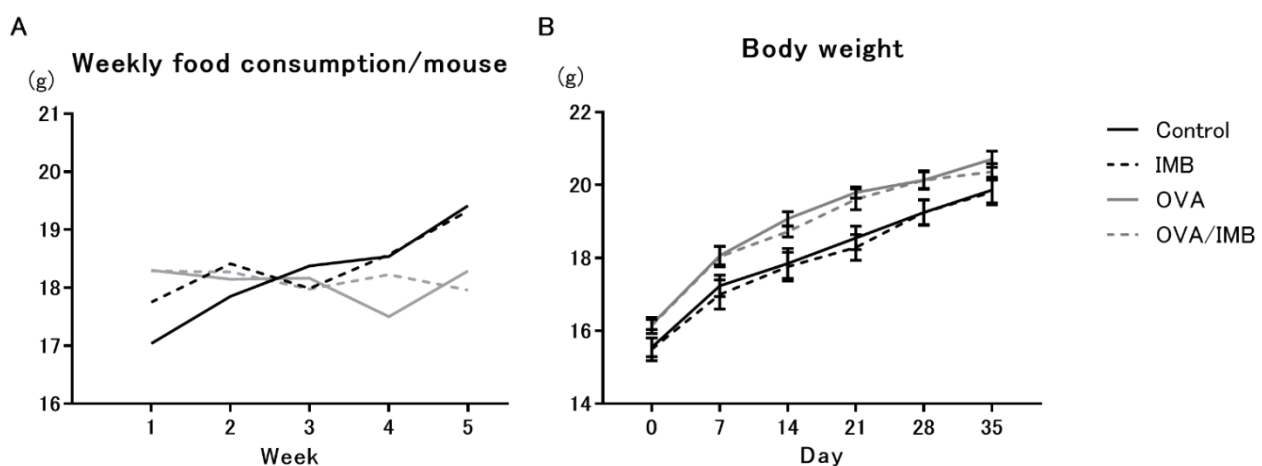 A
Weekly food consumption/mouse
(g)
21
20
19
18
17
16
1 2 3 4 5
Week
B
Body weight
(g)
22
20
18
16
14
0 7 14 21 28 35
Day
Control
IMB
OVA
OVA/IMB